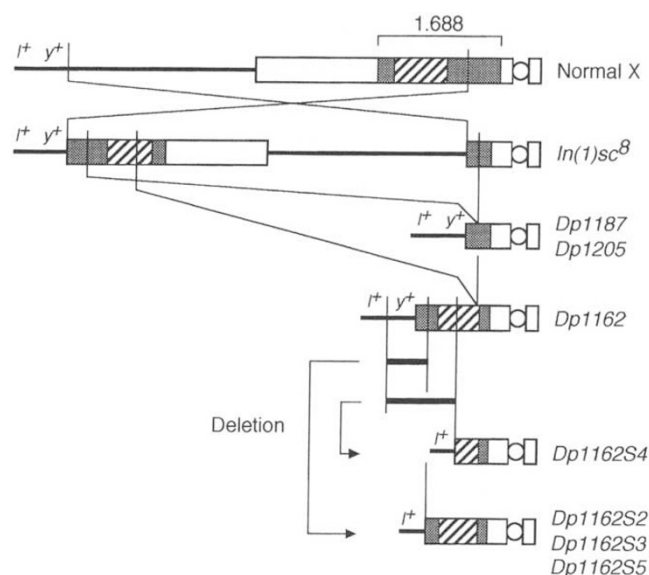 1.688
l+ y+
Normal X
l+ y+
In(1)sc8
l+ y+
Dp1187
Dp1205
l+ y+
Dp1162
Deletion
l+
Dp1162S4
l+
Dp1162S2
Dp1162S3
Dp1162S5